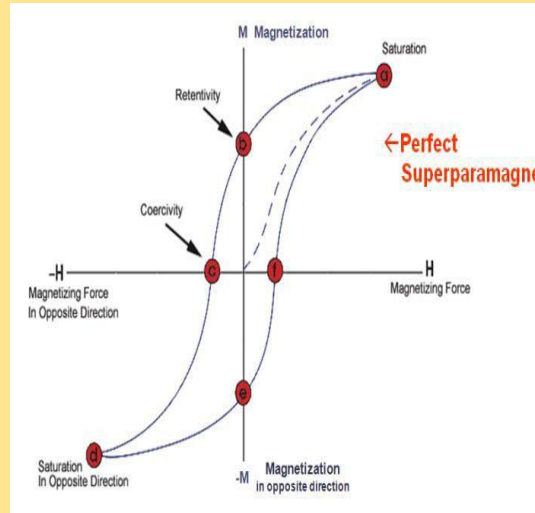 M Magnetization
Saturation
a
Retentivity
b
←Perfect
Superparamagne
Coercivity
–H
c
f
H
Magnetizing Force
In Opposite Direction
Magnetizing Force
e
d
Saturation
In Opposite Direction
-M
Magnetization
in opposite direction